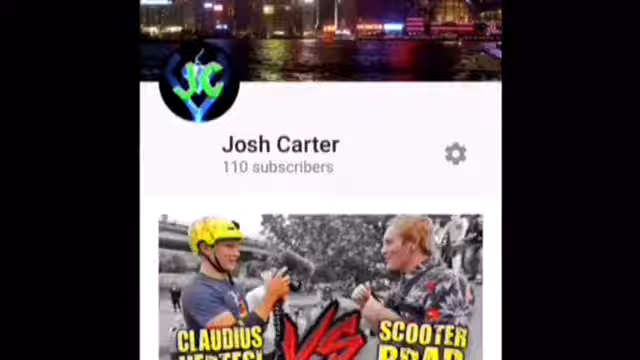 JC
Josh Carter
110 subscribers
CLAUDIUS
VS
SCOOTER